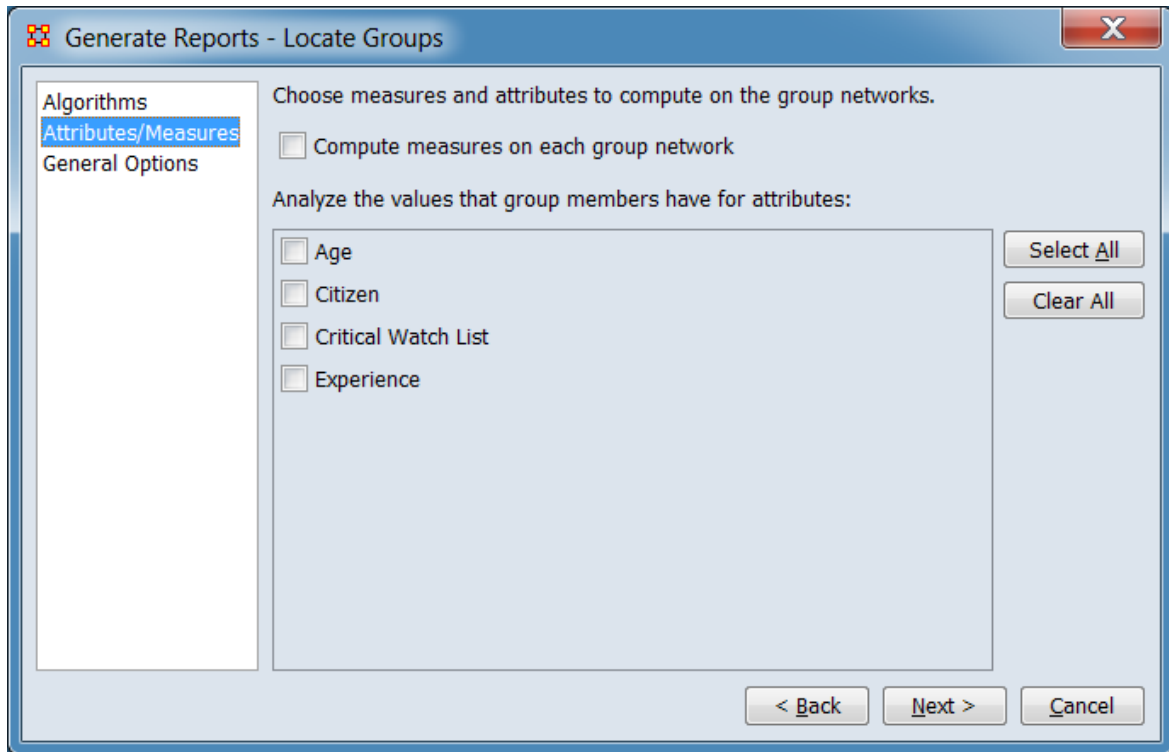 Generate Reports - Locate Groups
X
Algorithms
Attributes/Measures
General Options
Choose measures and attributes to compute on the group networks.
Compute measures on each group network
Analyze the values that group members have for attributes:
Age
Citizen
Critical Watch List
Experience
Select All
Clear All
< Back
Next >
Cancel